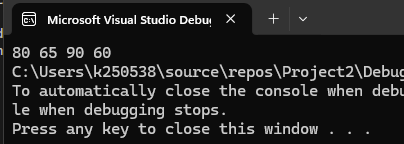 Microsoft Visual Studio Debu
80 65 90 60
C:\Users\k250538\source\repos\Project2\Debug
To automatically close the console when debu
le when debugging stops.
Press any key to close this window . . .